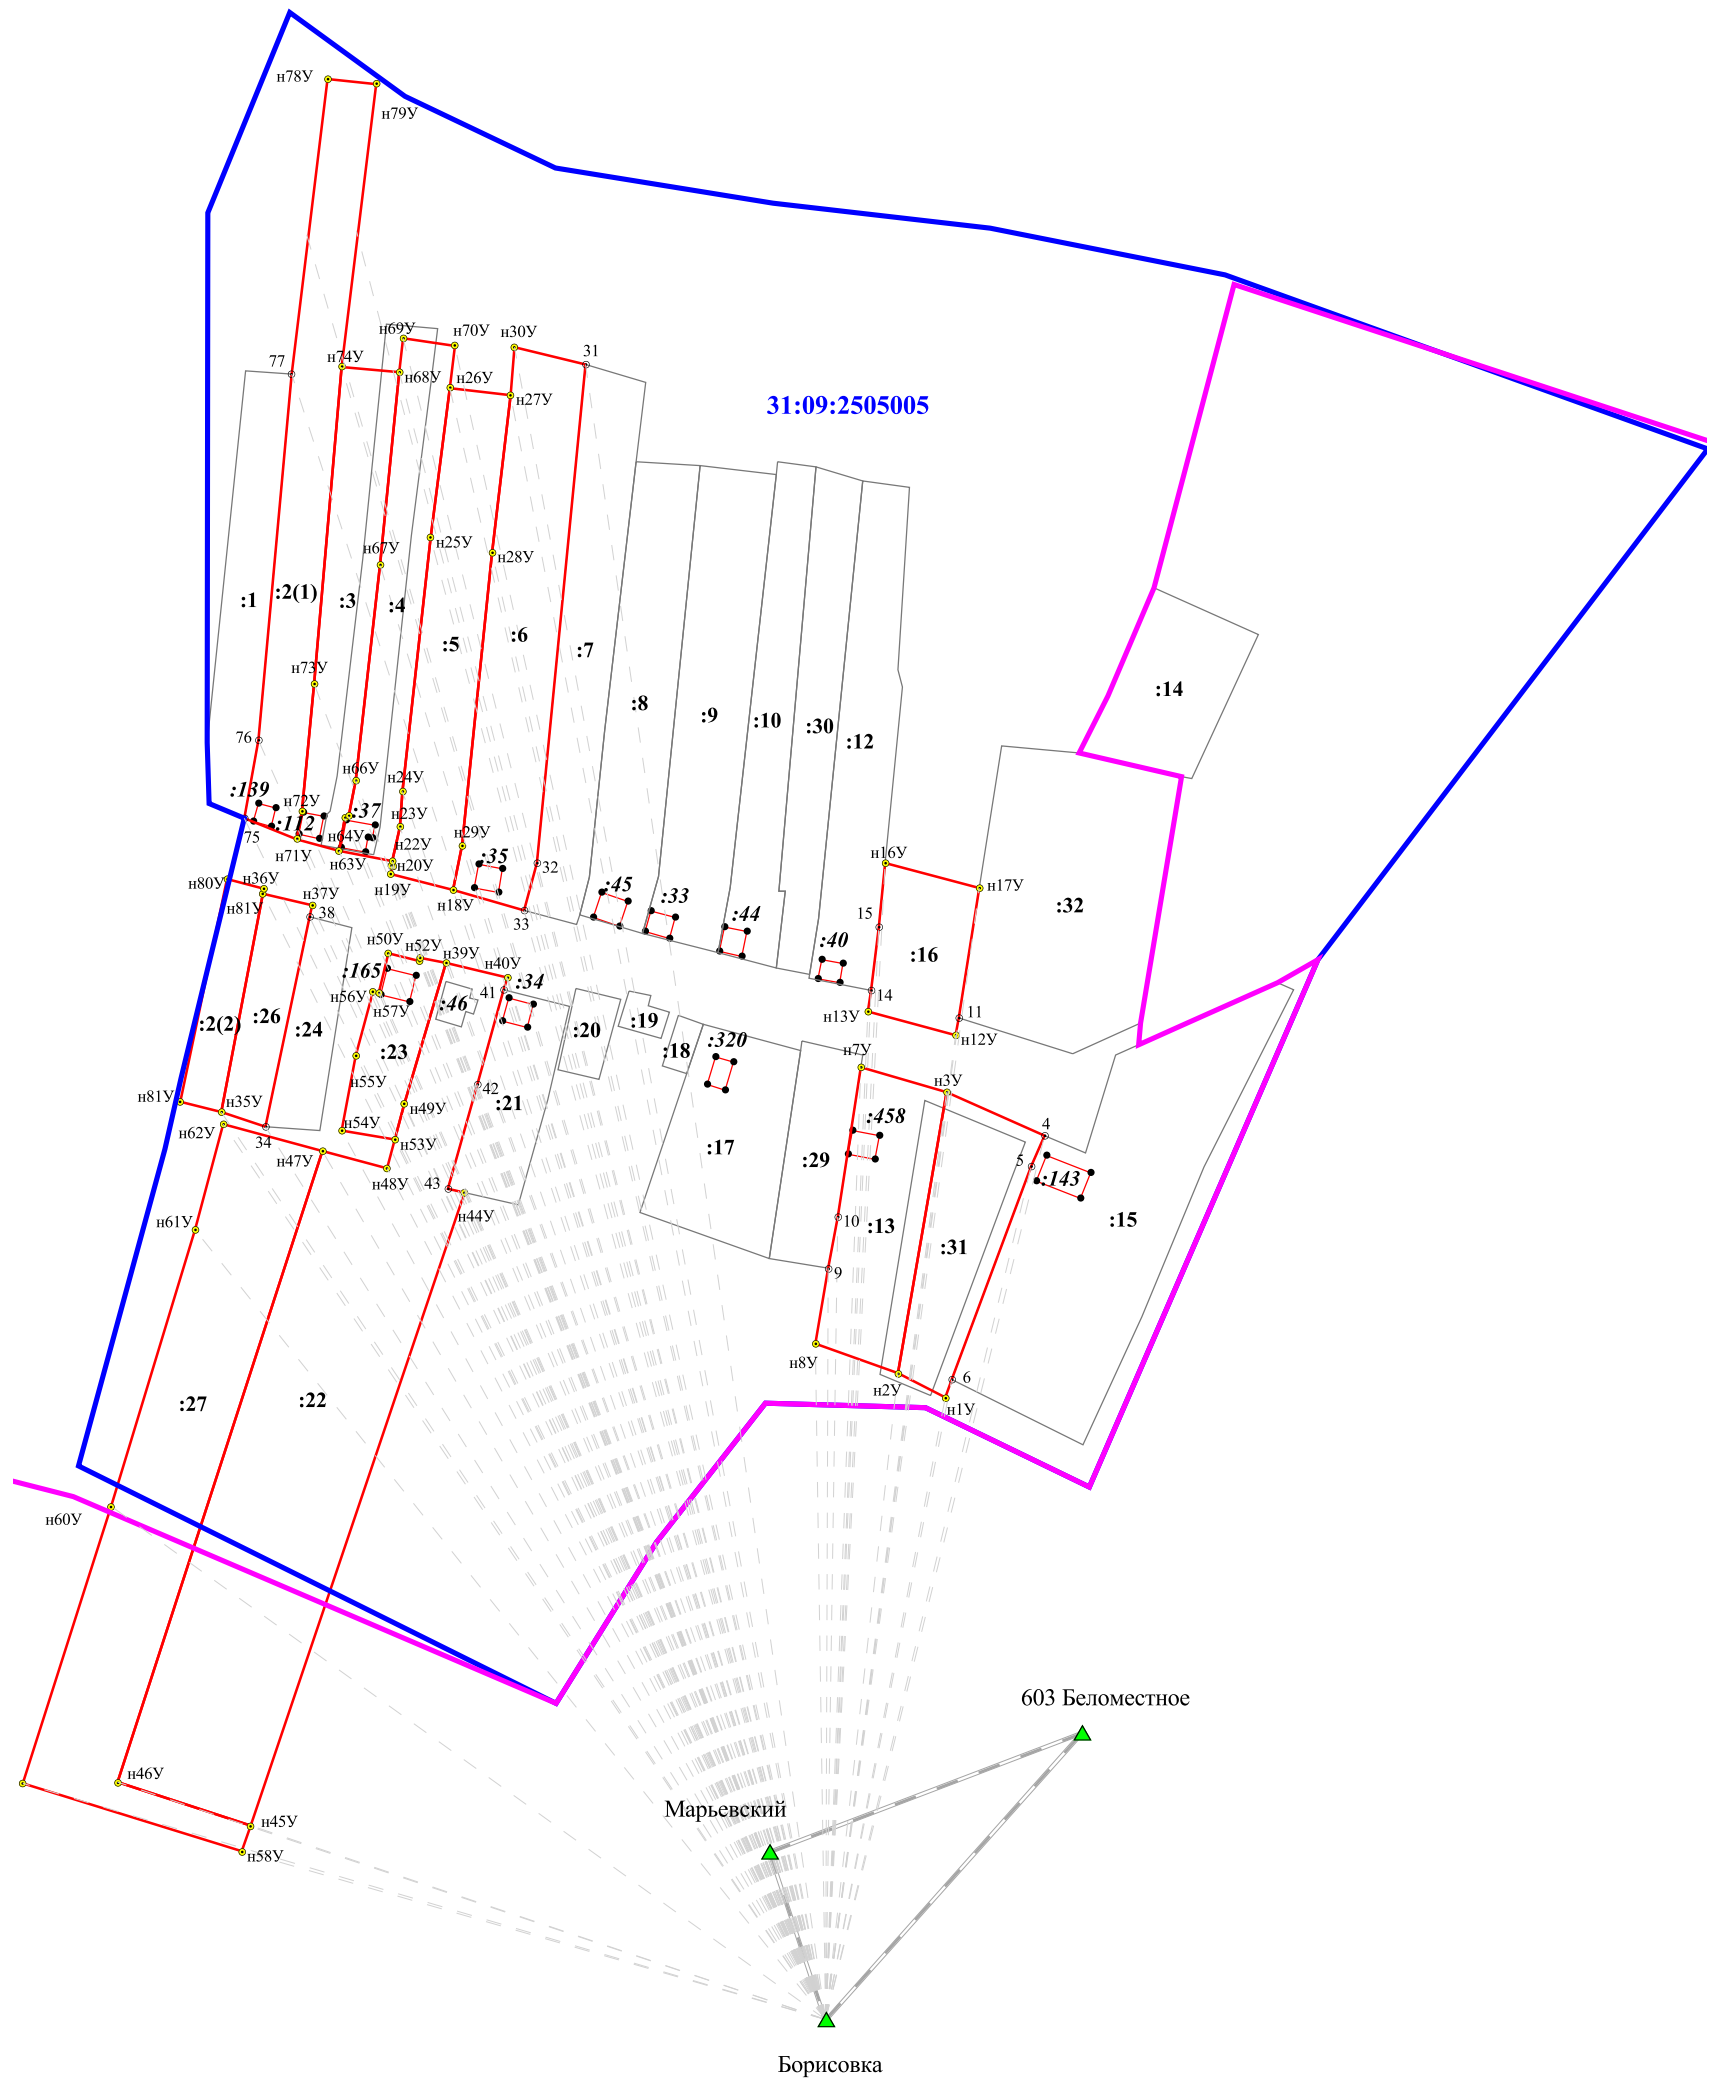 н78У
н79У
н69У
н70У
н30У
31
77
н74У
н68У
н26У
н27У
31:09:2505005
н25У
н67У
н28У
:1
:2(1)
:3
:4
:5
:6
:7
н73У
:14
:8
:9
:10
:30
:12
76
н66У
н24У
:139
н72У
:37
н23У
:112
75
н64У
н29У
н71У
н63У
н22У
н20У
:35
32
н16У
н19У
н17У
н80У
н36У
н18У
:45
:33
н81У
н37У
38
33
:44
15
:32
:40
н50У
н52У
н39У
:16
н40У
:165
:34
н56У
41
14
н57У
:46
н13У
11
:2(2)
:26
:24
:20
:19
н12У
:23
:18
:320
н7У
н55У
н81У
н35У
42
н3У
н49У
:21
:458
н62У
н54У
4
34
н53У
:17
н47У
:29
5
н48У
43
:143
н44У
н61У
10
:13
:15
:31
9
н8У
6
:27
:22
н2У
н1У
н60У
603 Беломестное
н46У
Марьевский
н45У
н58У
Борисовка